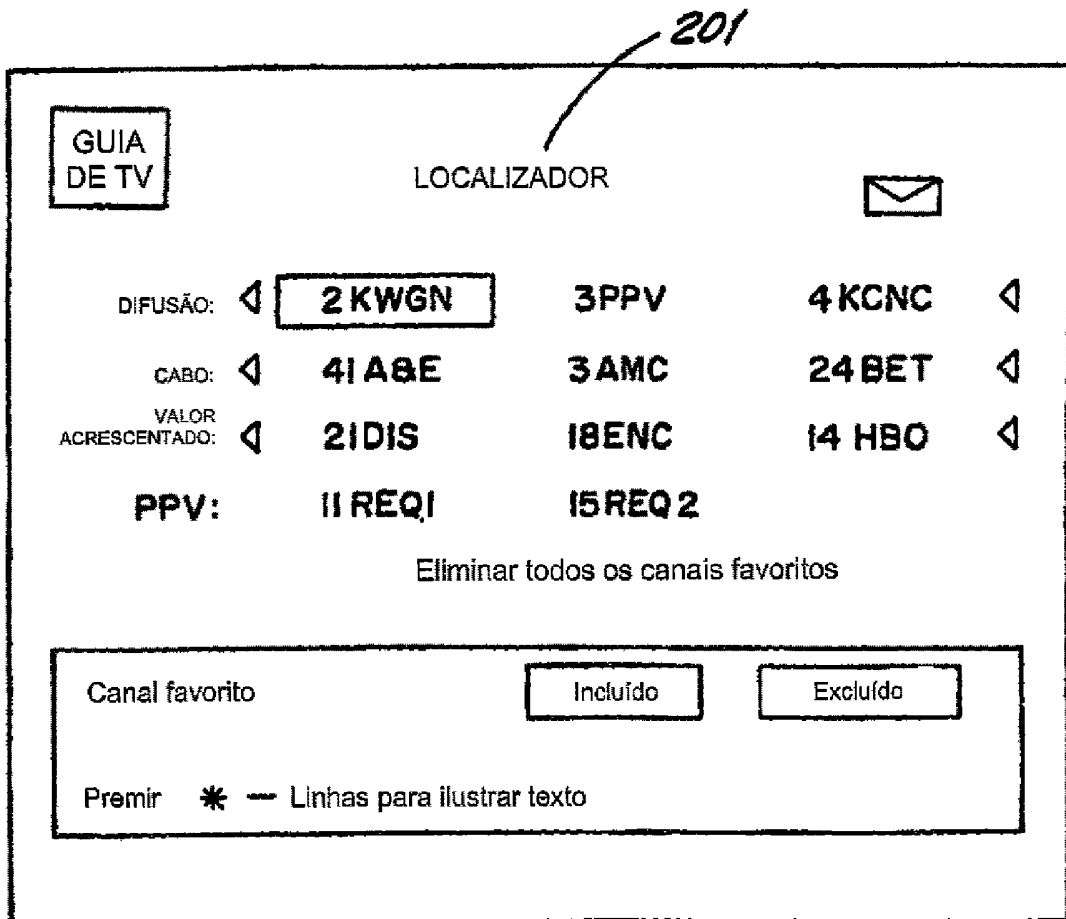 201
GUIA
DE TV
LOCALIZADOR
DIFUSÃO: 2 KWGN 3 PPV 4 KCNC
CABO: 41 A&E 3 AMC 24 BET
VALOR
ACRESCENTADO: 21 DIS 18 ENC 14 HBO
PPV: 11 REQ1 15 REQ 2
Eliminar todos os canais favoritos
Canal favorito Incluído Excluído
Premir * — Linhas para ilustrar texto